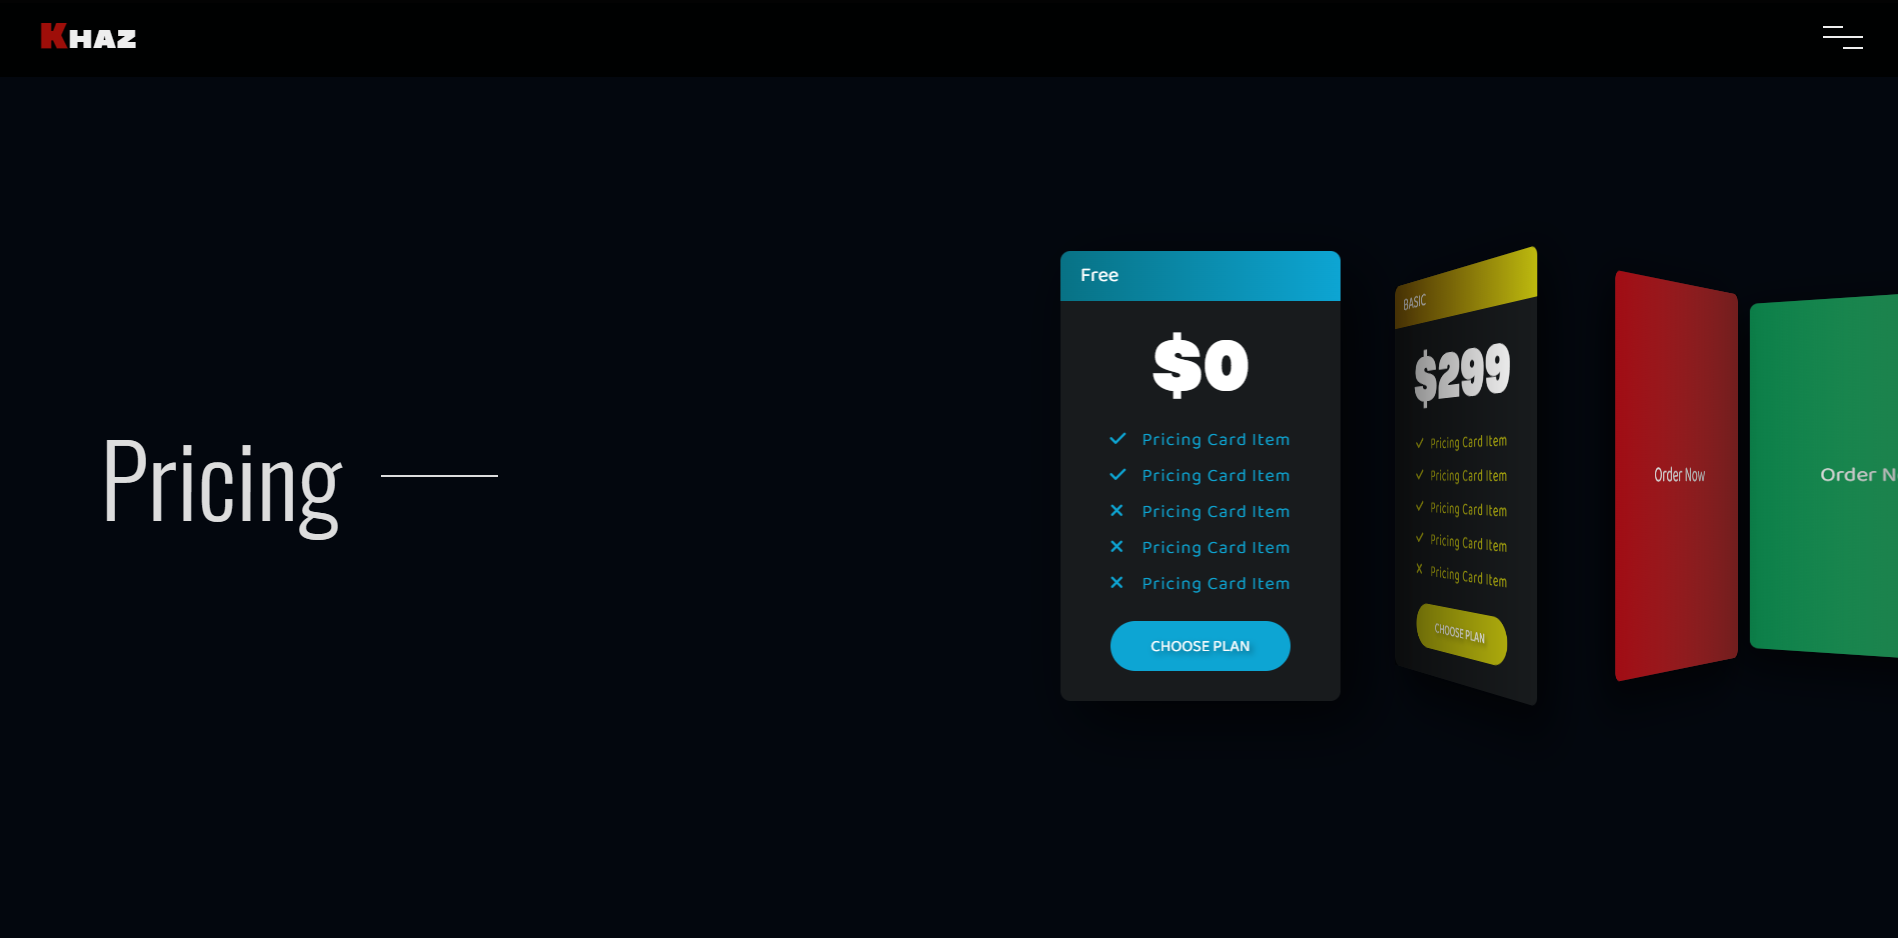 KHAZ
Pricing
Free
$0
Pricing Card Item
Pricing Card Item
Pricing Card Item
Pricing Card Item
Pricing Card Item
CHOOSE PLAN
BASIC
$299
Pricing Card Item
Pricing Card Item
Pricing Card Item
Pricing Card Item
Pricing Card Item
CHOOSE PLAN
Order Now
Order